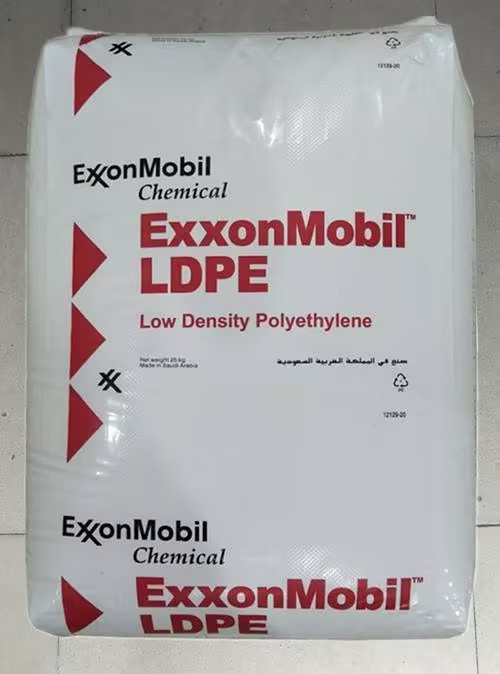 12129-20
ExxonMobil
Chemical
ExxonMobil™
LDPE
Low Density Polyethylene
Net weight 25 kg
Made in Saudi Arabia
صنع في المملكة العربية السعودية
PE
12129-20
ExxonMobil
Chemical
ExxonMobil™
LDPE